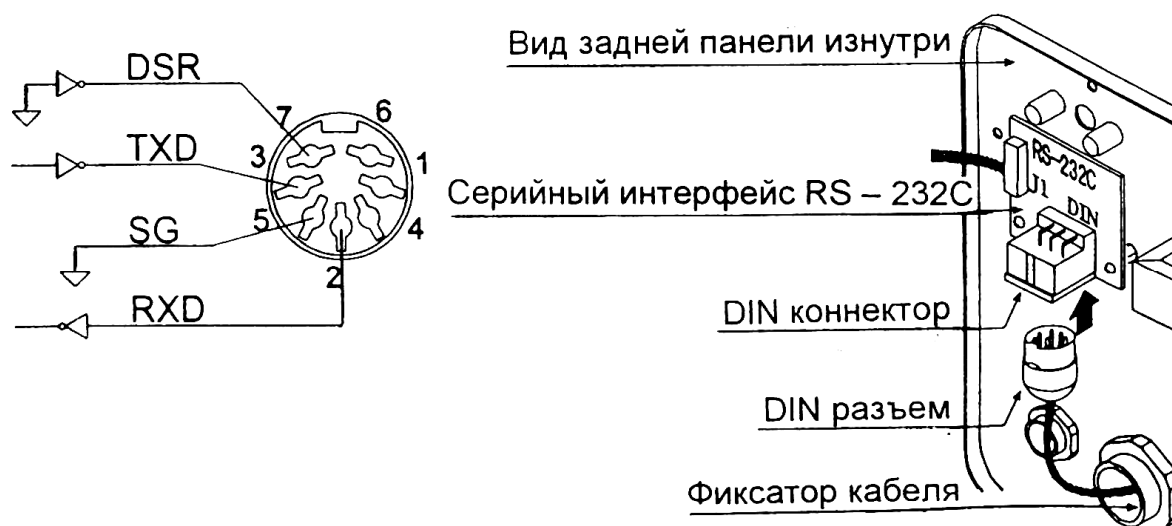 DSR
7
6
TXD
3
1
SG
5
4
2
RXD
Вид задней панели изнутри
RS-232C
J1
DIN
Серийный интерфейс RS – 232C
DIN коннектор
DIN разъем
Фиксатор кабеля